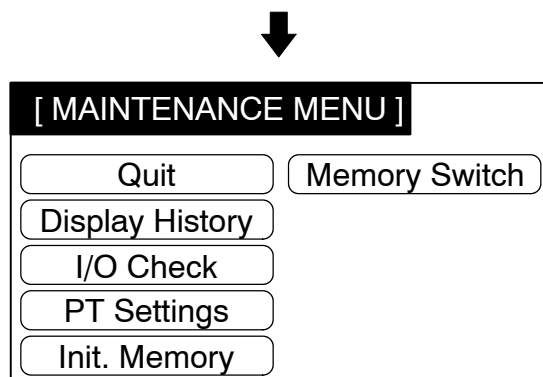 [ MAINTENANCE MENU ]
Quit Memory Switch
Display History
I/O Check
PT Settings
Init. Memory